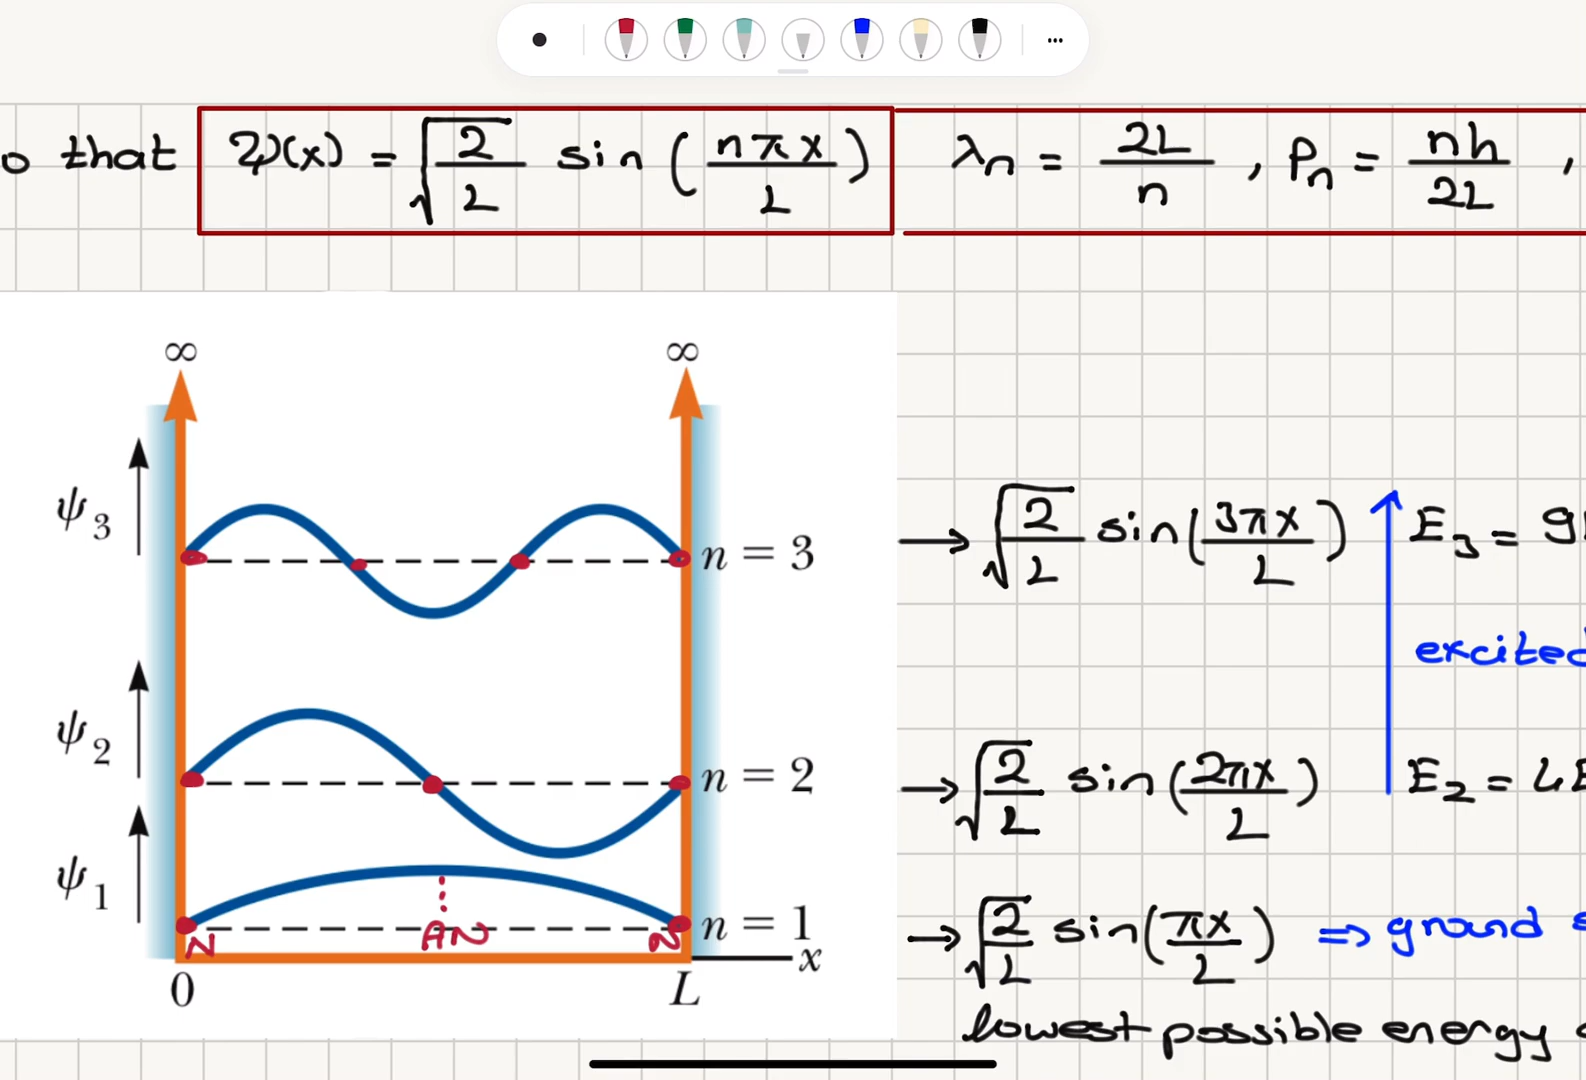 o that ψ(x) = √(2/L) sin (nπx/L) λn = 2L/n , Pn = nh/2L ,
∞ ∞
ψ3 n = 3 → √(2/L) sin(3πx/L) E3 = 9
excited
ψ2 n = 2 → √(2/L) sin(2πx/L) E2 = 4E
ψ1 N AN N n = 1 → √(2/L) sin(πx/L) ⇒ ground s
x
0 L
lowest possible energy